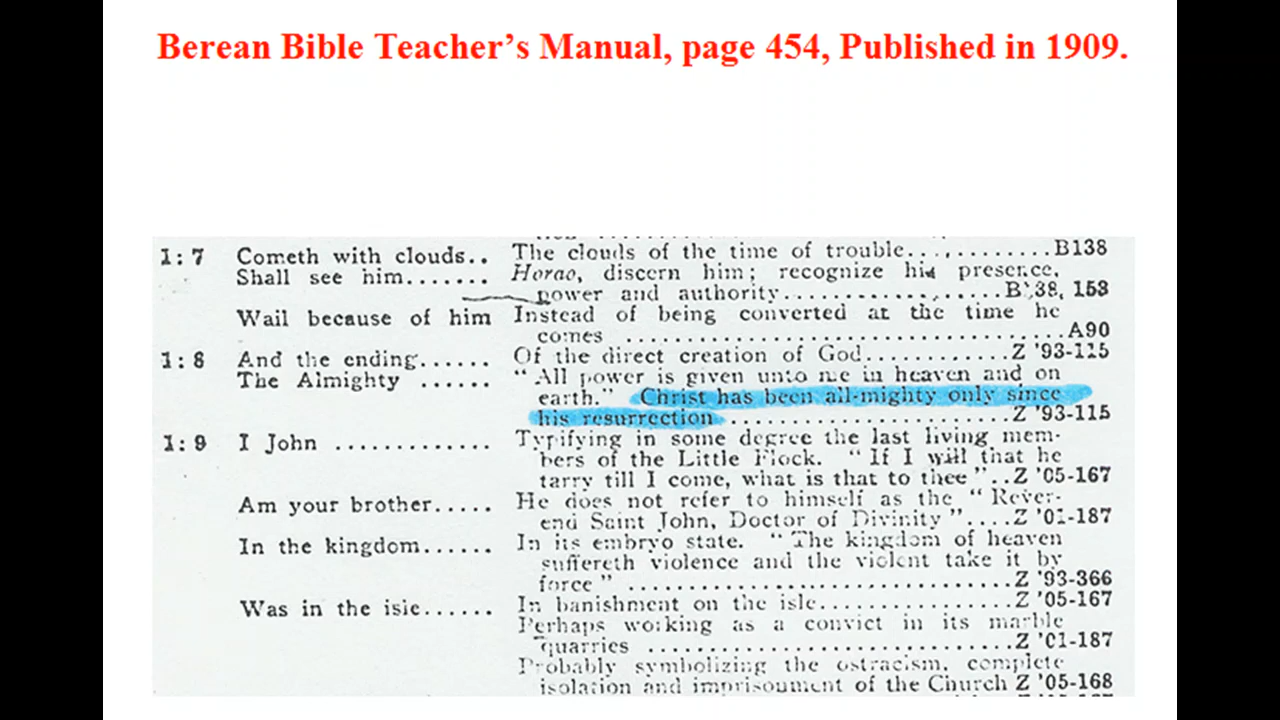 Berean Bible Teacher's Manual, page 454, Published in 1909.
1:7 Cometh with clouds.. The clouds of the time of trouble..........B138
Shall see him....... Horao, discern him; recognize his presence,
power and authority....................B138, 153
Wail because of him Instead of being converted at the time he
comes ....................................A90
1:8 And the ending...... Of the direct creation of God..........Z '93-115
The Almighty ...... "All power is given unto me in heaven and on
earth." Christ has been all-mighty only since
his resurrection ........................Z '93-115
1:9 I John ............. Typifying in some degree the last living mem-
bers of the Little Flock. "If I will that he
tarry till I come, what is that to thee"..Z '05-167
Am your brother..... He does not refer to himself as the "Rever-
end Saint John, Doctor of Divinity"....Z '01-187
In the kingdom...... In its embryo state. "The kingdom of heaven
suffereth violence and the violent take it by
force" .................................Z '93-366
Was in the isle...... In banishment on the isle...............Z '05-167
Perhaps working as a convict in its marble
quarries ..............................Z '01-187
Probably symbolizing the ostracism, complete
isolation and imprisonment of the Church Z '05-168